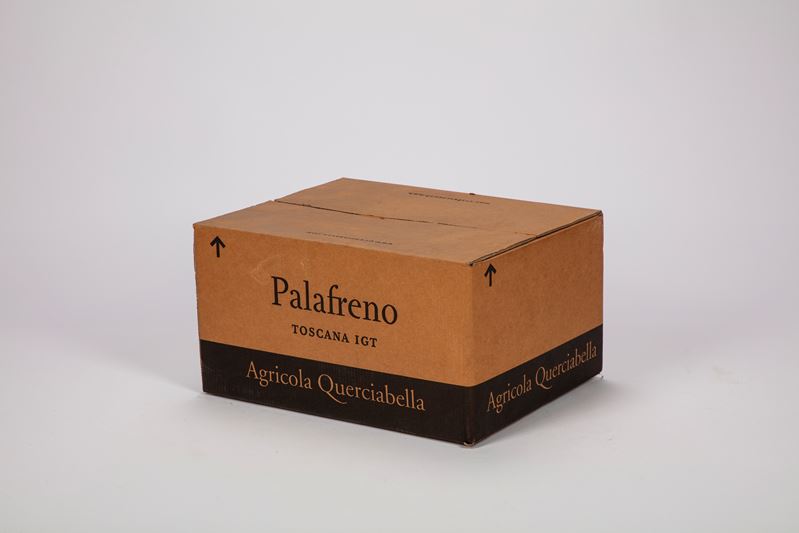 Palafreno
TOSCANA IGT
Agricola Querciabella
Agricola Querciabella